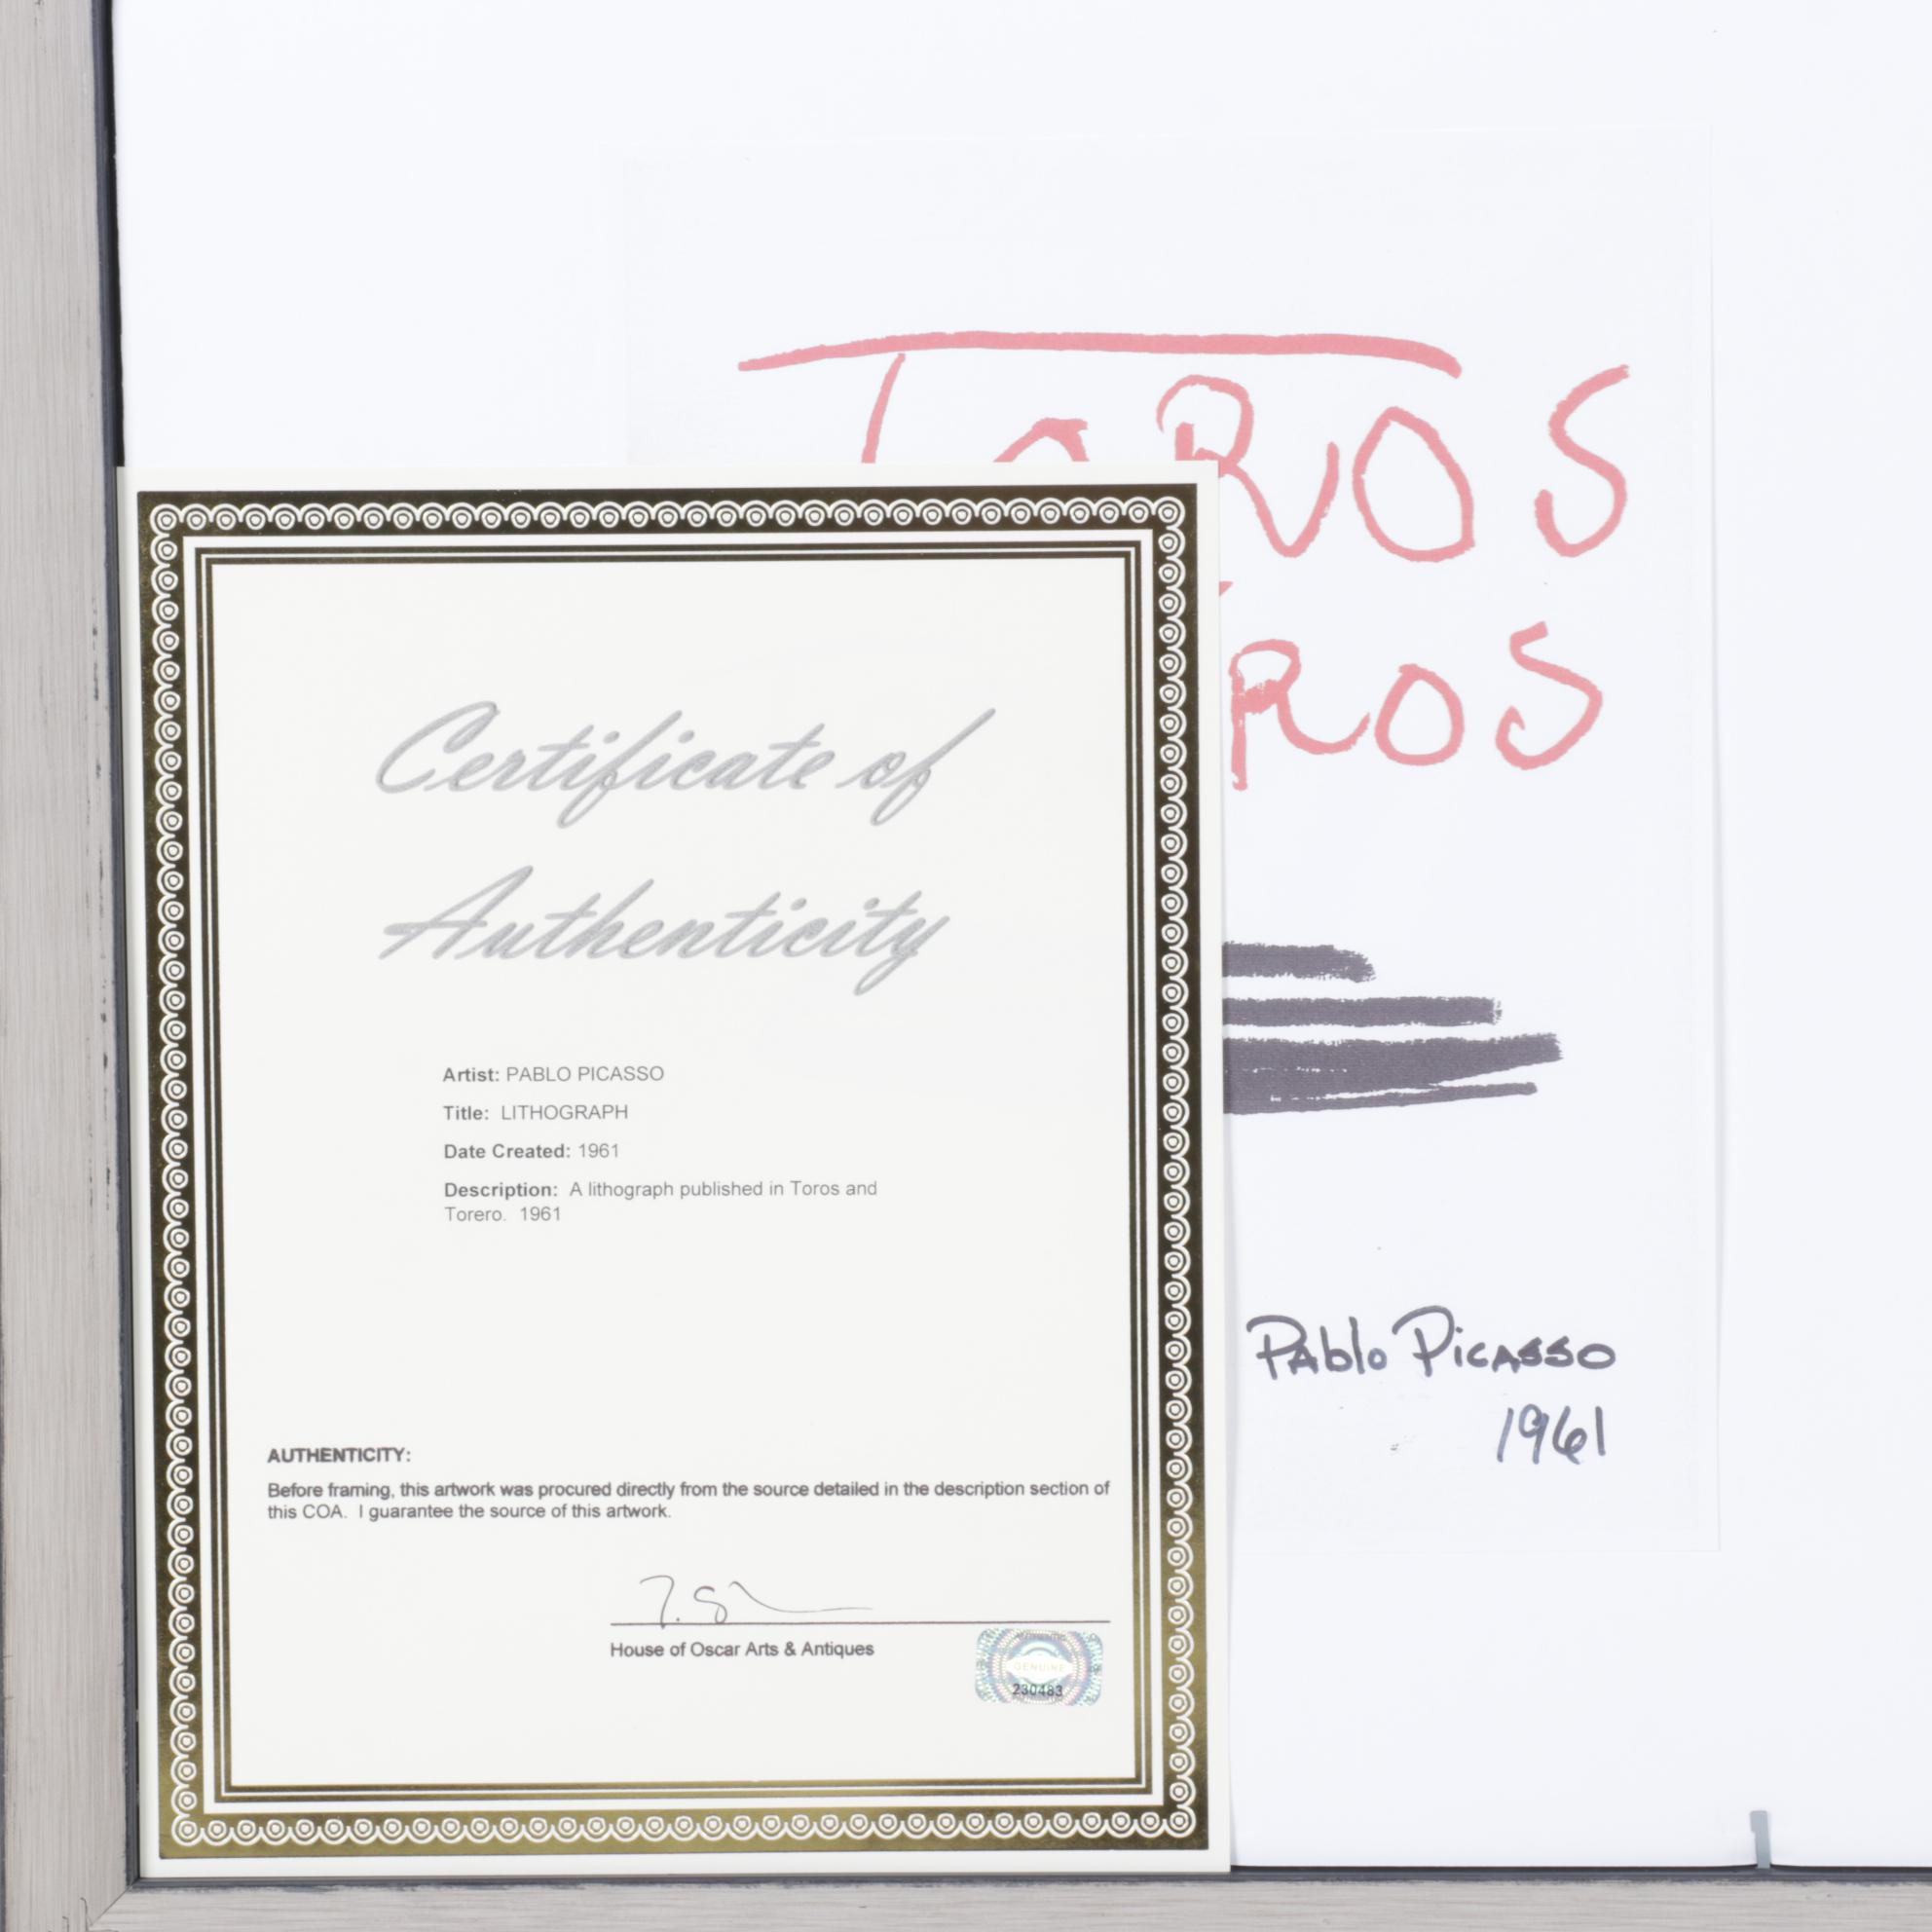 TOROS
ROS
Certificate of
Authenticity
Artist: PABLO PICASSO
Title: LITHOGRAPH
Date Created: 1961
Description: A lithograph published in Toros and
Torero. 1961
Pablo Picasso
1961
AUTHENTICITY:
Before framing, this artwork was procured directly from the source detailed in the description section of
this COA. I guarantee the source of this artwork.
House of Oscar Arts & Antiques
GENUINE
230483